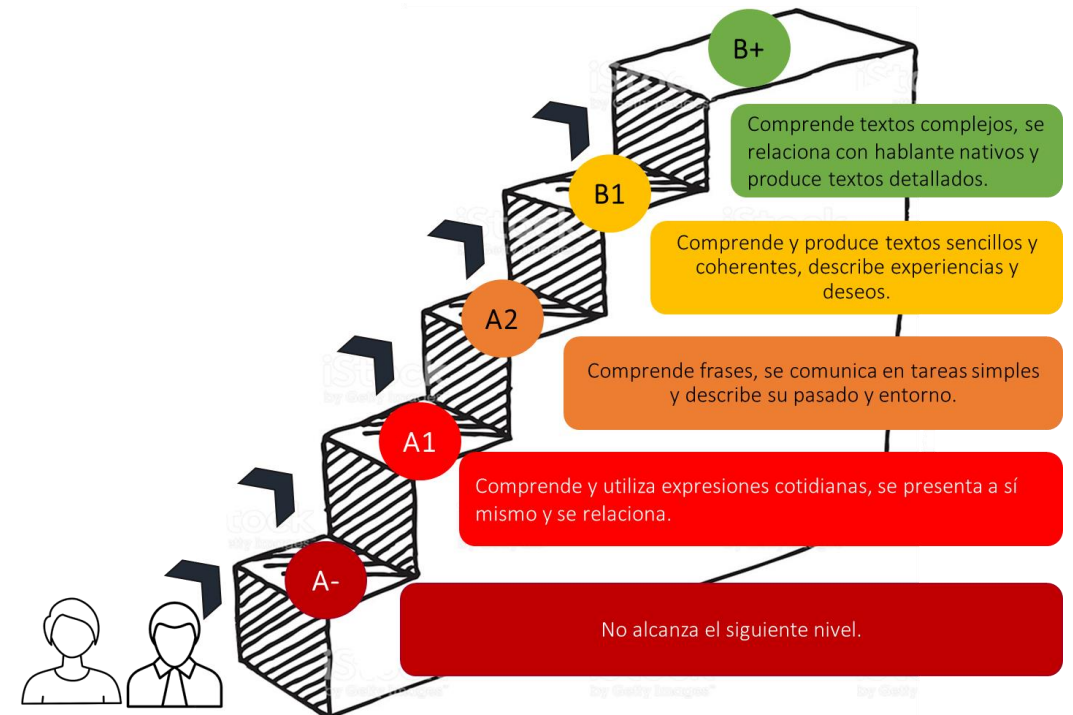 B+
Comprende textos complejos, se
relaciona con hablante nativos y
produce textos detallados.
B1
Comprende y produce textos sencillos y
coherentes, describe experiencias y
deseos.
A2
Comprende frases, se comunica en tareas simples
y describe su pasado y entorno.
A1
Comprende y utiliza expresiones cotidianas, se presenta a sí
mismo y se relaciona.
A-
No alcanza el siguiente nivel.